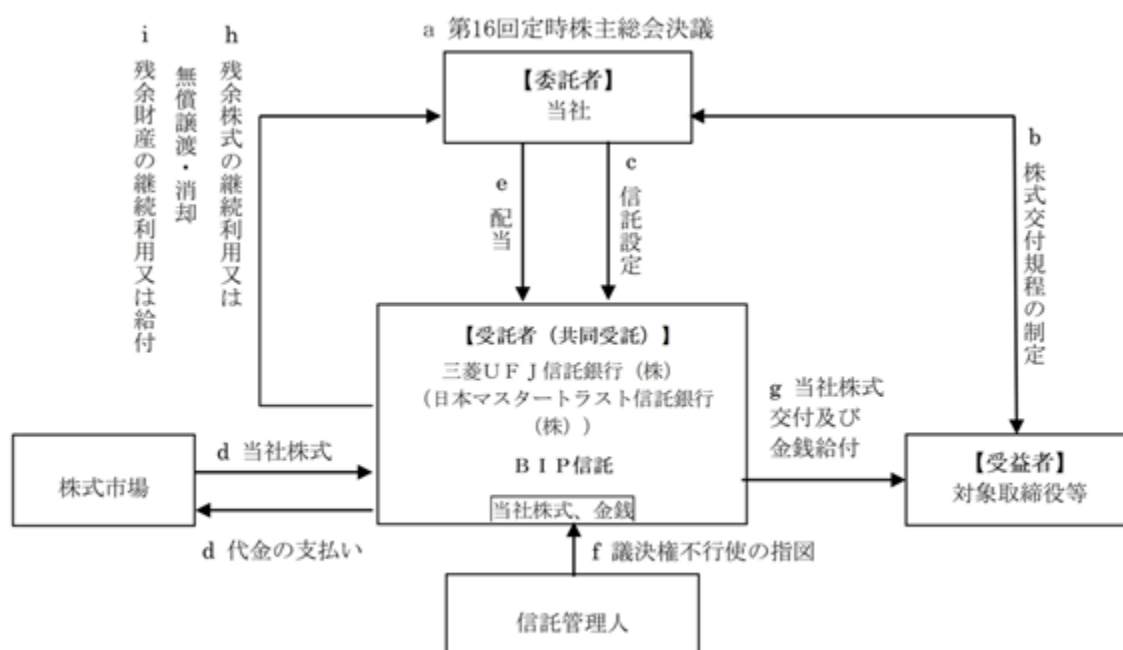 a 第16回定時株主総会決議
i 残余財産の継続利用又は給付
h 残余株式の継続利用又は
無償譲渡・消却
【委託者】
当社
b 株式交付規程の制定
e 配当
c 信託設定
【受託者（共同受託）】
三菱ＵＦＪ信託銀行（株）
（日本マスタートラスト信託銀行
（株））
ＢＩＰ信託
当社株式、金銭
g 当社株式
交付及び
金銭給付
株式市場
d 当社株式
d 代金の支払い
【受益者】
対象取締役等
f 議決権不行使の指図
信託管理人